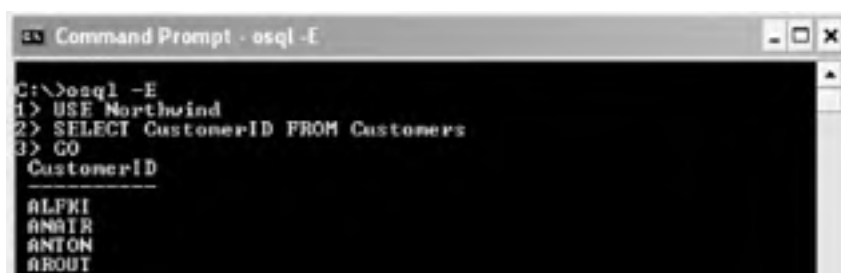 Command Prompt - osql -E
C:\>osql -E
1> USE Northwind
2> SELECT CustomerID FROM Customers
3> GO
CustomerID
----------
ALFKI
ANATR
ANTON
AROUT